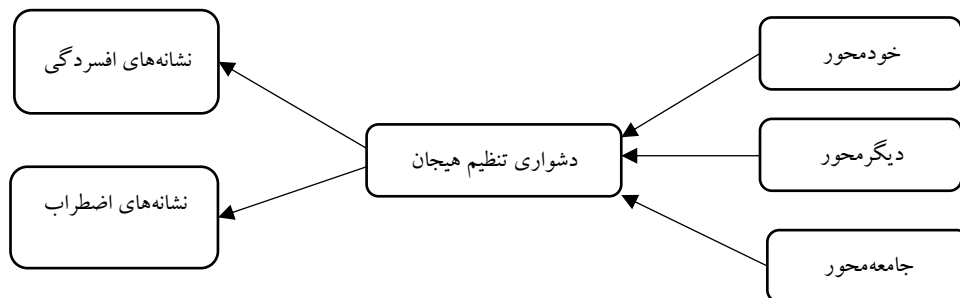 خودمحور
دیگرمحور
جامعه‌محور
دشواری تنظیم هیجان
نشانه‌های افسردگی
نشانه‌های اضطراب